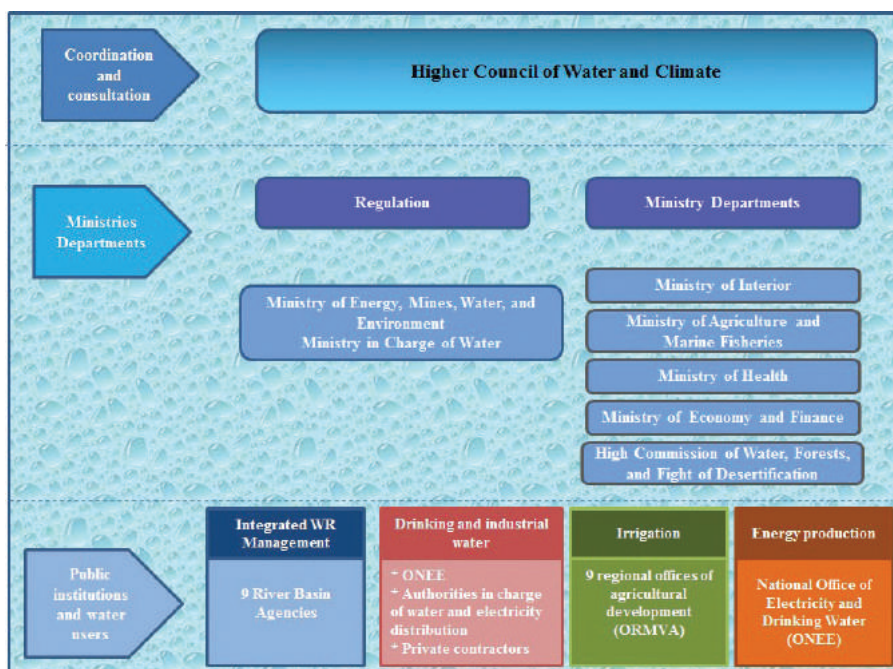 Coordination
and
consultation
Higher Council of Water and Climate
Ministries
Departments
Regulation
Ministry Departments
Ministry of Energy, Mines, Water, and
Environment
Ministry in Charge of Water
Ministry of Interior
Ministry of Agriculture and
Marine Fisheries
Ministry of Health
Ministry of Economy and Finance
High Commission of Water, Forests,
and Fight of Desertification
Public
institutions
and water
users
Integrated WR
Management
9 River Basin
Agencies
Drinking and industrial
water
* ONEE
* Authorities in charge
of water and electricity
distribution
* Private contractors
Irrigation
9 regional offices of
agricultural
development
(ORMVA)
Energy production
National Office of
Electricity and
Drinking Water
(ONEE)